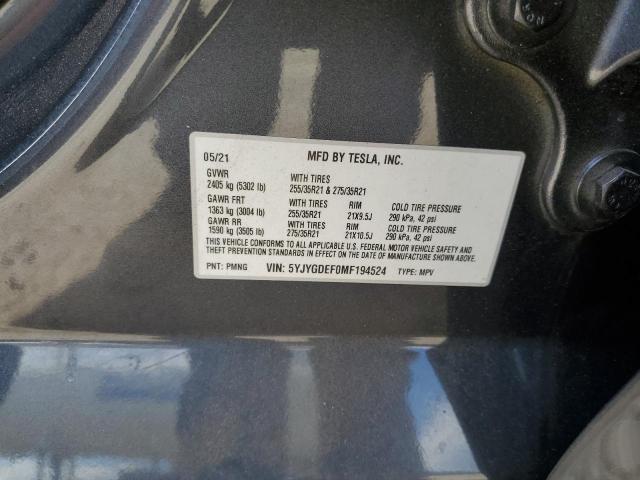 05/21 MFD BY TESLA, INC.
GVWR WITH TIRES
2405 kg (5302 lb) 255/35R21 & 275/35R21
GAWR FRT WITH TIRES RIM COLD TIRE PRESSURE
1363 kg (3004 lb) 255/35R21 21X9.5J 290 kPa, 42 psi
GAWR RR WITH TIRES RIM COLD TIRE PRESSURE
1590 kg (3505 lb) 275/35R21 21X10.5J 290 kPa, 42 psi
THIS VEHICLE CONFORMS TO ALL APPLICABLE U.S. FEDERAL MOTOR VEHICLE SAFETY AND
THEFT PREVENTION STANDARDS IN EFFECT ON THE DATE OF MANUFACTURE SHOWN ABOVE.
PNT: PMNG VIN: 5YJYGDEF0MF194524 TYPE: MPV